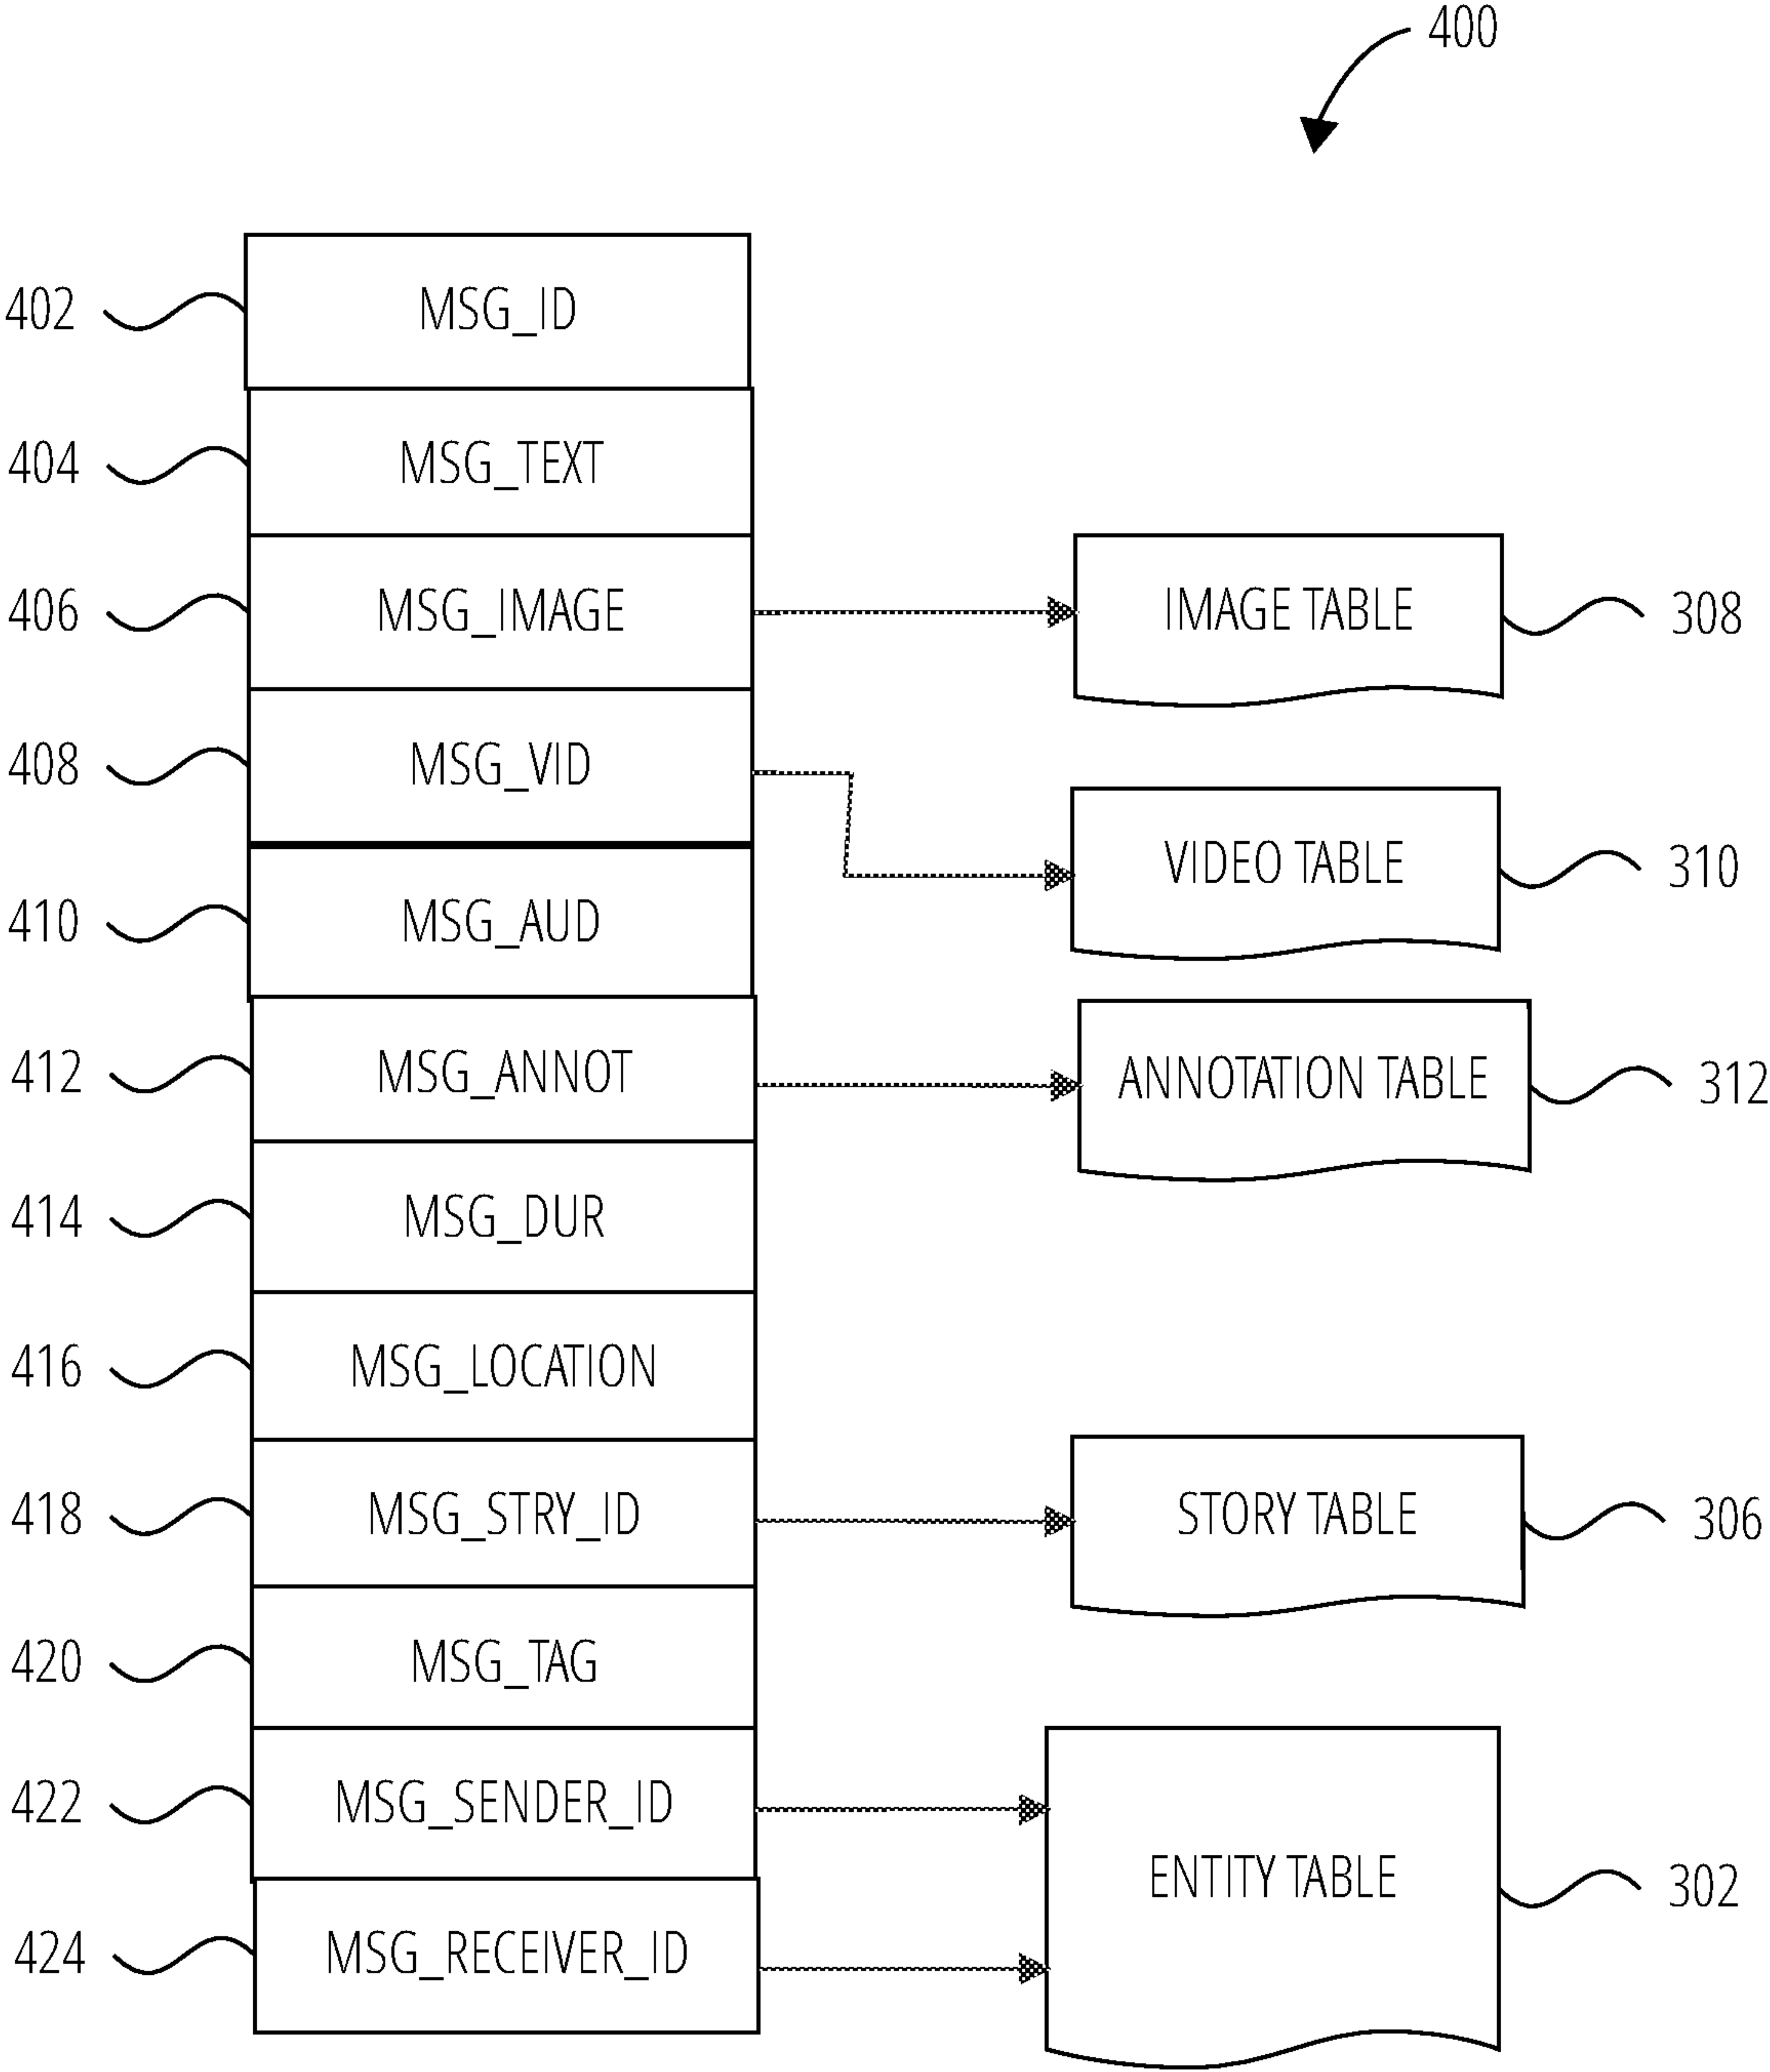 400
402 MSG_ID
404 MSG_TEXT
406 MSG_IMAGE IMAGE TABLE 308
408 MSG_VID
VIDEO TABLE 310
410 MSG_AUD
412 MSG_ANNOT ANNOTATION TABLE 312
414 MSG_DUR
416 MSG_LOCATION
418 MSG_STRY_ID STORY TABLE 306
420 MSG_TAG
422 MSG_SENDER_ID
ENTITY TABLE 302
424 MSG_RECEIVER_ID